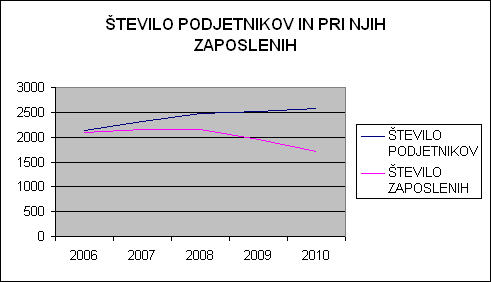 ŠTEVILO PODJETNIKOV IN PRI NJIH
ZAPOSLENIH
3000
2500
2000
1500
1000
500
0
2006 2007 2008 2009 2010
ŠTEVILO
PODJETNIKOV
ŠTEVILO
ZAPOSLENIH